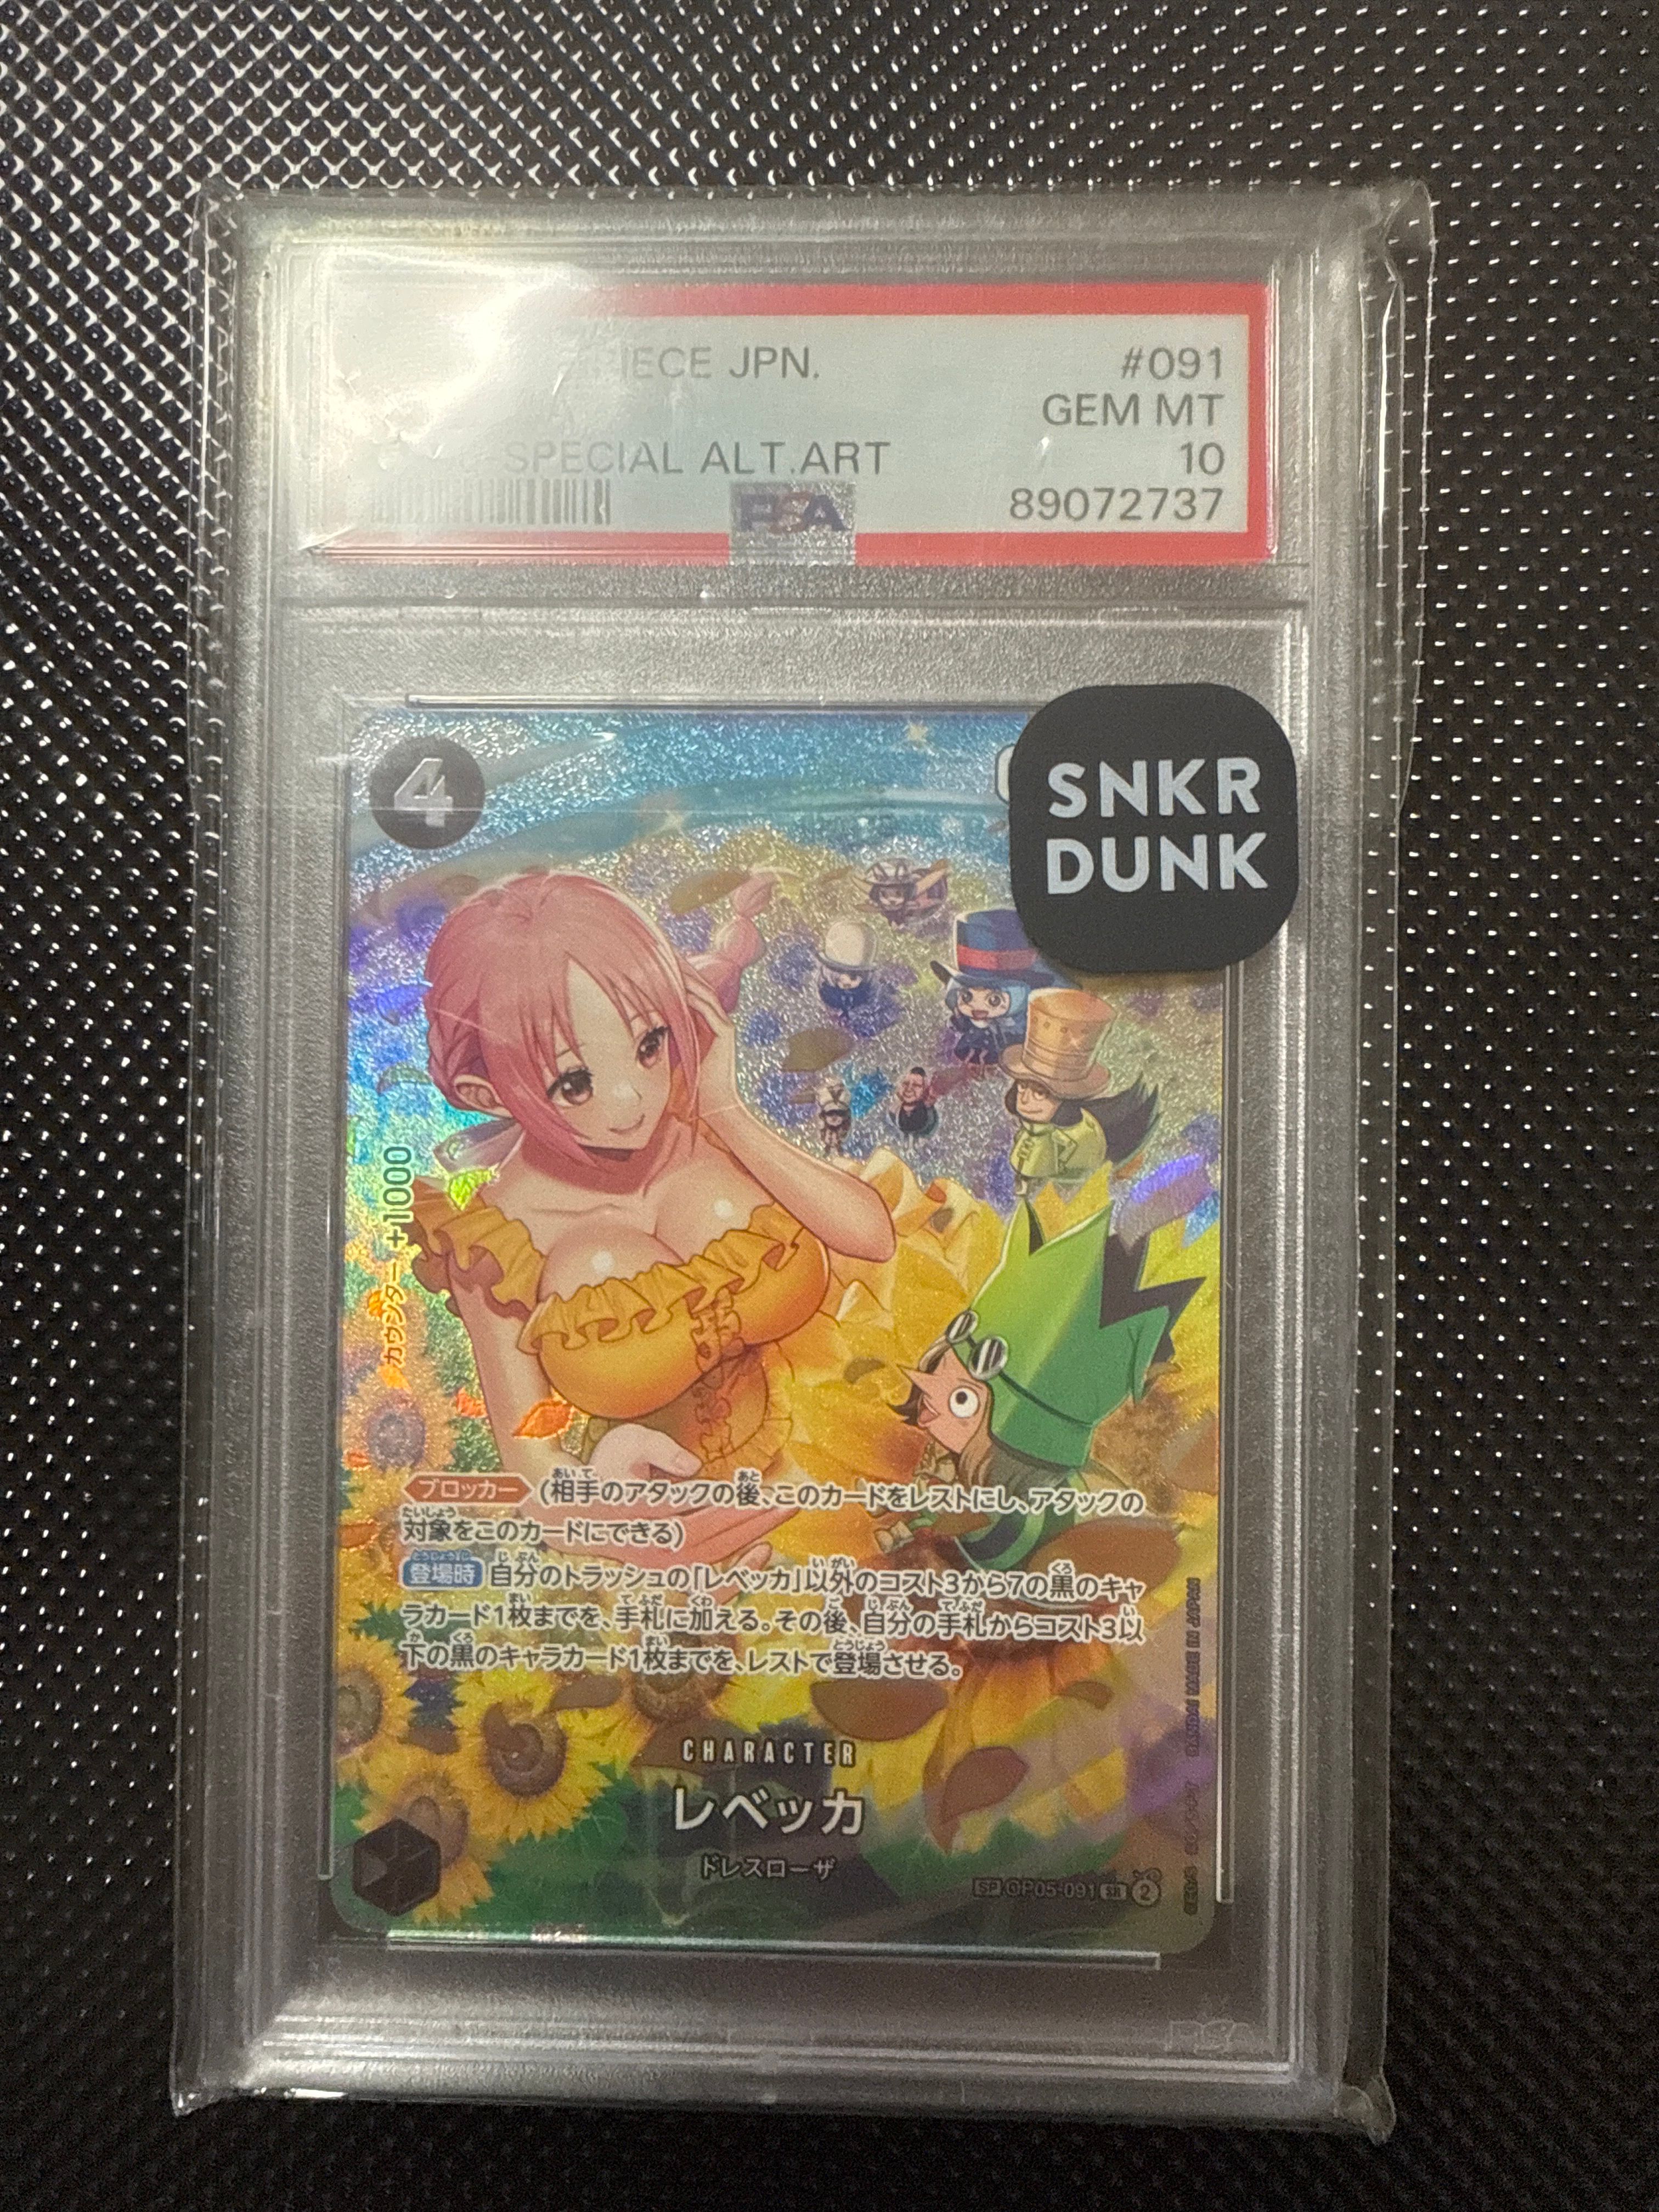 PIECE JPN. #091
GEM MT
SPECIAL ALT.ART 10
PSA 89072737
4
SNKR
DUNK
カウンター +1000
ブロッカー (相手のアタックの後、このカードをレストにし、アタックの
対象をこのカードにできる)
登場時 自分のトラッシュの「レベッカ」以外のコスト3から7の黒のキャ
ラカード1枚までを、手札に加える。その後、自分の手札からコスト3以
下の黒のキャラカード1枚までを、レストで登場させる。
CHARACTER
レベッカ
ドレスローザ
SP OP05-091 SR 2
BANDAI MADE IN JAPAN
PSA